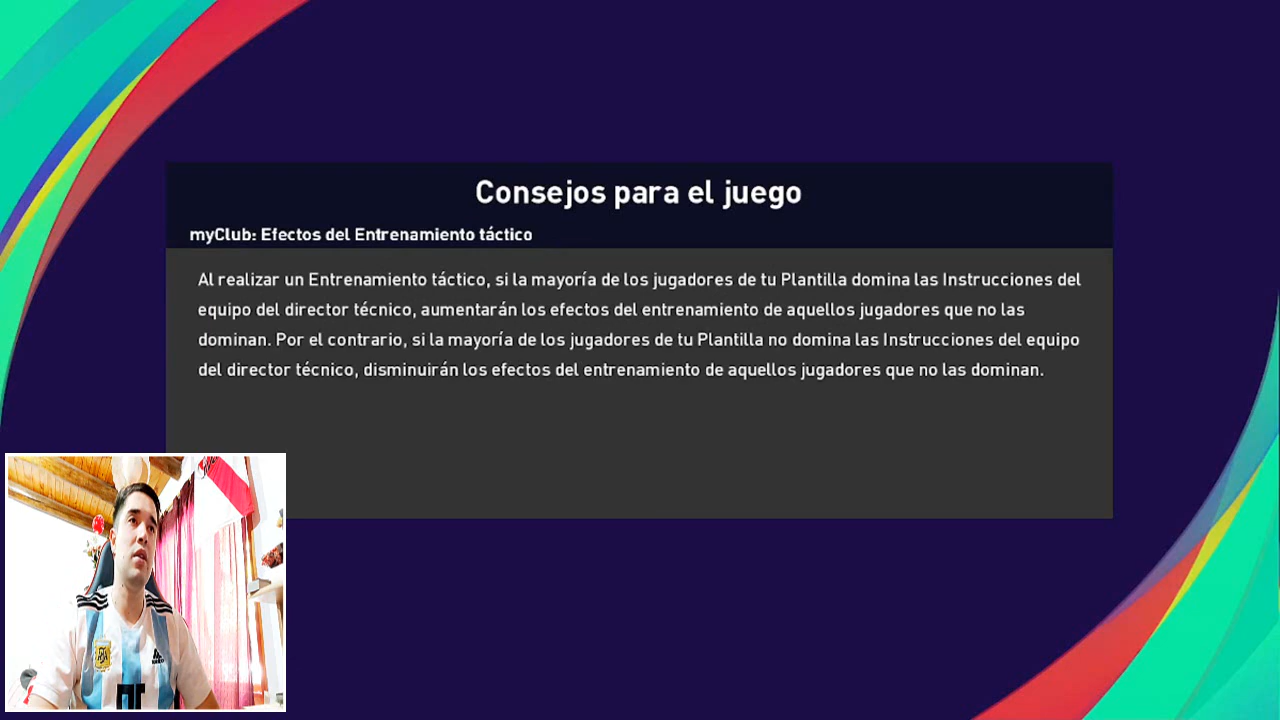 Consejos para el juego
myClub: Efectos del Entrenamiento táctico
Al realizar un Entrenamiento táctico, si la mayoría de los jugadores de tu Plantilla domina las Instrucciones del
equipo del director técnico, aumentarán los efectos del entrenamiento de aquellos jugadores que no las
dominan. Por el contrario, si la mayoría de los jugadores de tu Plantilla no domina las Instrucciones del equipo
del director técnico, disminuirán los efectos del entrenamiento de aquellos jugadores que no las dominan.